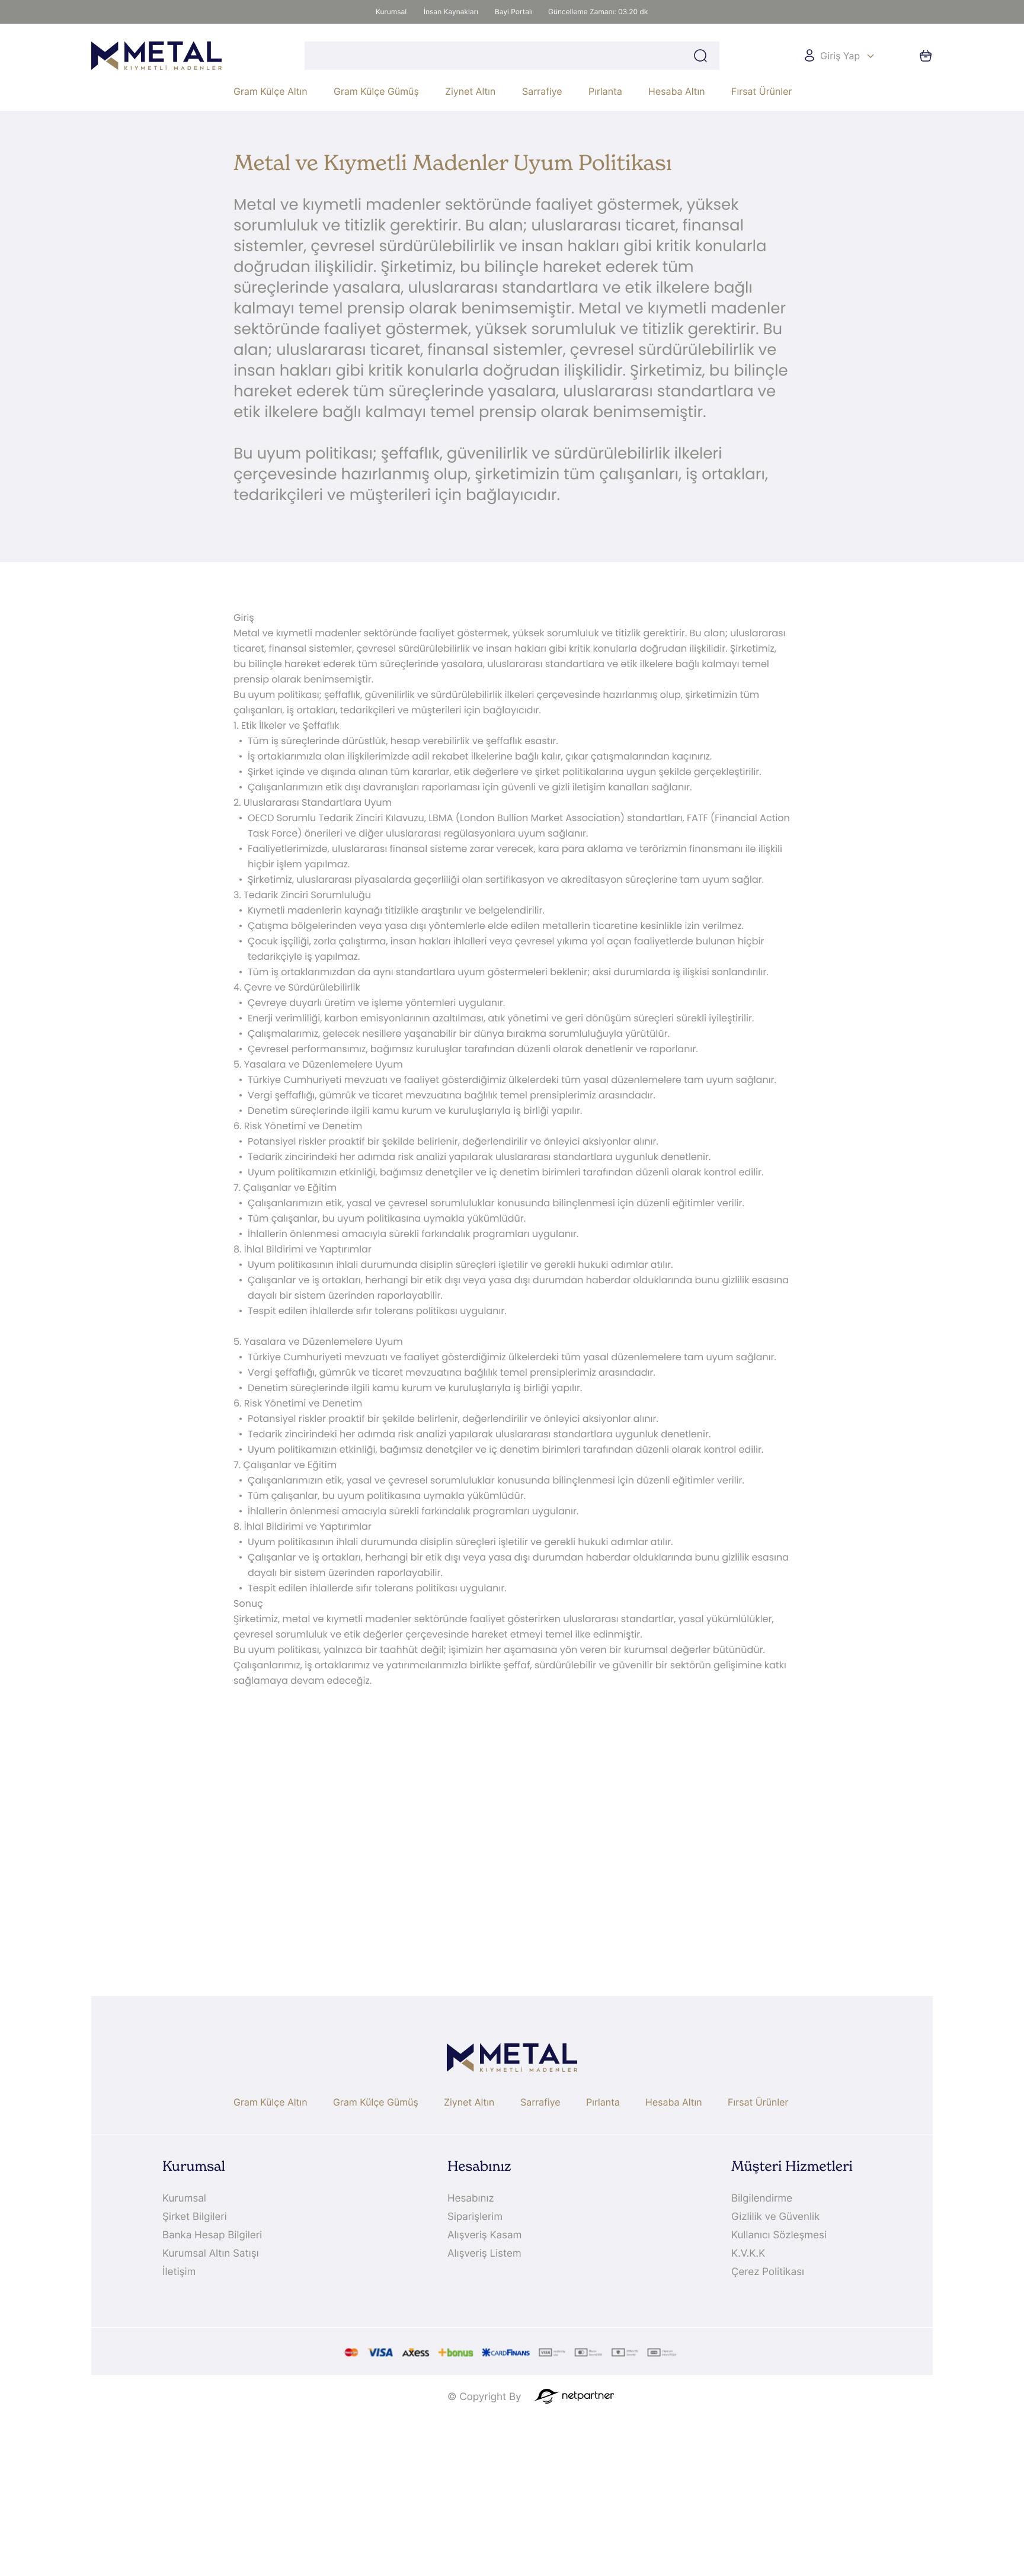 Kurumsal İnsan Kaynakları Bayi Portalı Güncelleme Zamanı: 03.20 dk
METAL
KIYMETLİ MADENLER
Giriş Yap
Gram Külçe Altın Gram Külçe Gümüş Ziynet Altın Sarrafiye Pırlanta Hesaba Altın Fırsat Ürünler
Metal ve Kıymetli Madenler Uyum Politikası
Metal ve kıymetli madenler sektöründe faaliyet göstermek, yüksek
sorumluluk ve titizlik gerektirir. Bu alan; uluslararası ticaret, finansal
sistemler, çevresel sürdürülebilirlik ve insan hakları gibi kritik konularla
doğrudan ilişkilidir. Şirketimiz, bu bilinçle hareket ederek tüm
süreçlerinde yasalara, uluslararası standartlara ve etik ilkelere bağlı
kalmayı temel prensip olarak benimsemiştir. Metal ve kıymetli madenler
sektöründe faaliyet göstermek, yüksek sorumluluk ve titizlik gerektirir. Bu
alan; uluslararası ticaret, finansal sistemler, çevresel sürdürülebilirlik ve
insan hakları gibi kritik konularla doğrudan ilişkilidir. Şirketimiz, bu bilinçle
hareket ederek tüm süreçlerinde yasalara, uluslararası standartlara ve
etik ilkelere bağlı kalmayı temel prensip olarak benimsemiştir.
Bu uyum politikası; şeffaflık, güvenilirlik ve sürdürülebilirlik ilkeleri
çerçevesinde hazırlanmış olup, şirketimizin tüm çalışanları, iş ortakları,
tedarikçileri ve müşterileri için bağlayıcıdır.
Giriş
Metal ve kıymetli madenler sektöründe faaliyet göstermek, yüksek sorumluluk ve titizlik gerektirir. Bu alan; uluslararası
ticaret, finansal sistemler, çevresel sürdürülebilirlik ve insan hakları gibi kritik konularla doğrudan ilişkilidir. Şirketimiz,
bu bilinçle hareket ederek tüm süreçlerinde yasalara, uluslararası standartlara ve etik ilkelere bağlı kalmayı temel
prensip olarak benimsemiştir.
Bu uyum politikası; şeffaflık, güvenilirlik ve sürdürülebilirlik ilkeleri çerçevesinde hazırlanmış olup, şirketimizin tüm
çalışanları, iş ortakları, tedarikçileri ve müşterileri için bağlayıcıdır.
1. Etik İlkeler ve Şeffaflık
• Tüm iş süreçlerinde dürüstlük, hesap verebilirlik ve şeffaflık esastır.
• İş ortaklarımızla olan ilişkilerimizde adil rekabet ilkelerine bağlı kalır, çıkar çatışmalarından kaçınırız.
• Şirket içinde ve dışında alınan tüm kararlar, etik değerlere ve şirket politikalarına uygun şekilde gerçekleştirilir.
• Çalışanlarımızın etik dışı davranışları raporlaması için güvenli ve gizli iletişim kanalları sağlanır.
2. Uluslararası Standartlara Uyum
• OECD Sorumlu Tedarik Zinciri Kılavuzu, LBMA (London Bullion Market Association) standartları, FATF (Financial Action
Task Force) önerileri ve diğer uluslararası regülasyonlara uyum sağlanır.
• Faaliyetlerimizde, uluslararası finansal sisteme zarar verecek, kara para aklama ve terörizmin finansmanı ile ilişkili
hiçbir işlem yapılmaz.
• Şirketimiz, uluslararası piyasalarda geçerliliği olan sertifikasyon ve akreditasyon süreçlerine tam uyum sağlar.
3. Tedarik Zinciri Sorumluluğu
• Kıymetli madenlerin kaynağı titizlikle araştırılır ve belgelendirilir.
• Çatışma bölgelerinden veya yasa dışı yöntemlerle elde edilen metallerin ticaretine kesinlikle izin verilmez.
• Çocuk işçiliği, zorla çalıştırma, insan hakları ihlalleri veya çevresel yıkıma yol açan faaliyetlerde bulunan hiçbir
tedarikçiyle iş yapılmaz.
• Tüm iş ortaklarımızdan da aynı standartlara uyum göstermeleri beklenir; aksi durumlarda iş ilişkisi sonlandırılır.
4. Çevre ve Sürdürülebilirlik
• Çevreye duyarlı üretim ve işleme yöntemleri uygulanır.
• Enerji verimliliği, karbon emisyonlarının azaltılması, atık yönetimi ve geri dönüşüm süreçleri sürekli iyileştirilir.
• Çalışmalarımız, gelecek nesillere yaşanabilir bir dünya bırakma sorumluluğuyla yürütülür.
• Çevresel performansımız, bağımsız kuruluşlar tarafından düzenli olarak denetlenir ve raporlanır.
5. Yasalara ve Düzenlemelere Uyum
• Türkiye Cumhuriyeti mevzuatı ve faaliyet gösterdiğimiz ülkelerdeki tüm yasal düzenlemelere tam uyum sağlanır.
• Vergi şeffaflığı, gümrük ve ticaret mevzuatına bağlılık temel prensiplerimiz arasındadır.
• Denetim süreçlerinde ilgili kamu kurum ve kuruluşlarıyla iş birliği yapılır.
6. Risk Yönetimi ve Denetim
• Potansiyel riskler proaktif bir şekilde belirlenir, değerlendirilir ve önleyici aksiyonlar alınır.
• Tedarik zincirindeki her adımda risk analizi yapılarak uluslararası standartlara uygunluk denetlenir.
• Uyum politikamızın etkinliği, bağımsız denetçiler ve iç denetim birimleri tarafından düzenli olarak kontrol edilir.
7. Çalışanlar ve Eğitim
• Çalışanlarımızın etik, yasal ve çevresel sorumluluklar konusunda bilinçlenmesi için düzenli eğitimler verilir.
• Tüm çalışanlar, bu uyum politikasına uymakla yükümlüdür.
• İhlallerin önlenmesi amacıyla sürekli farkındalık programları uygulanır.
8. İhlal Bildirimi ve Yaptırımlar
• Uyum politikasının ihlali durumunda disiplin süreçleri işletilir ve gerekli hukuki adımlar atılır.
• Çalışanlar ve iş ortakları, herhangi bir etik dışı veya yasa dışı durumdan haberdar olduklarında bunu gizlilik esasına
dayalı bir sistem üzerinden raporlayabilir.
• Tespit edilen ihlallerde sıfır tolerans politikası uygulanır.
5. Yasalara ve Düzenlemelere Uyum
• Türkiye Cumhuriyeti mevzuatı ve faaliyet gösterdiğimiz ülkelerdeki tüm yasal düzenlemelere tam uyum sağlanır.
• Vergi şeffaflığı, gümrük ve ticaret mevzuatına bağlılık temel prensiplerimiz arasındadır.
• Denetim süreçlerinde ilgili kamu kurum ve kuruluşlarıyla iş birliği yapılır.
6. Risk Yönetimi ve Denetim
• Potansiyel riskler proaktif bir şekilde belirlenir, değerlendirilir ve önleyici aksiyonlar alınır.
• Tedarik zincirindeki her adımda risk analizi yapılarak uluslararası standartlara uygunluk denetlenir.
• Uyum politikamızın etkinliği, bağımsız denetçiler ve iç denetim birimleri tarafından düzenli olarak kontrol edilir.
7. Çalışanlar ve Eğitim
• Çalışanlarımızın etik, yasal ve çevresel sorumluluklar konusunda bilinçlenmesi için düzenli eğitimler verilir.
• Tüm çalışanlar, bu uyum politikasına uymakla yükümlüdür.
• İhlallerin önlenmesi amacıyla sürekli farkındalık programları uygulanır.
8. İhlal Bildirimi ve Yaptırımlar
• Uyum politikasının ihlali durumunda disiplin süreçleri işletilir ve gerekli hukuki adımlar atılır.
• Çalışanlar ve iş ortakları, herhangi bir etik dışı veya yasa dışı durumdan haberdar olduklarında bunu gizlilik esasına
dayalı bir sistem üzerinden raporlayabilir.
• Tespit edilen ihlallerde sıfır tolerans politikası uygulanır.
Sonuç
Şirketimiz, metal ve kıymetli madenler sektöründe faaliyet gösterirken uluslararası standartlar, yasal yükümlülükler,
çevresel sorumluluk ve etik değerler çerçevesinde hareket etmeyi temel ilke edinmiştir.
Bu uyum politikası, yalnızca bir taahhüt değil; işimizin her aşamasına yön veren bir kurumsal değerler bütünüdür.
Çalışanlarımız, iş ortaklarımız ve yatırımcılarımızla birlikte şeffaf, sürdürülebilir ve güvenilir bir sektörün gelişimine katkı
sağlamaya devam edeceğiz.
METAL
KIYMETLİ MADENLER
Gram Külçe Altın Gram Külçe Gümüş Ziynet Altın Sarrafiye Pırlanta Hesaba Altın Fırsat Ürünler
Kurumsal
Kurumsal
Şirket Bilgileri
Banka Hesap Bilgileri
Kurumsal Altın Satışı
İletişim
Hesabınız
Hesabınız
Siparişlerim
Alışveriş Kasam
Alışveriş Listem
Müşteri Hizmetleri
Bilgilendirme
Gizlilik ve Güvenlik
Kullanıcı Sözleşmesi
K.V.K.K
Çerez Politikası
VISA AXess bonus CARDFINANS
© Copyright By netpartner